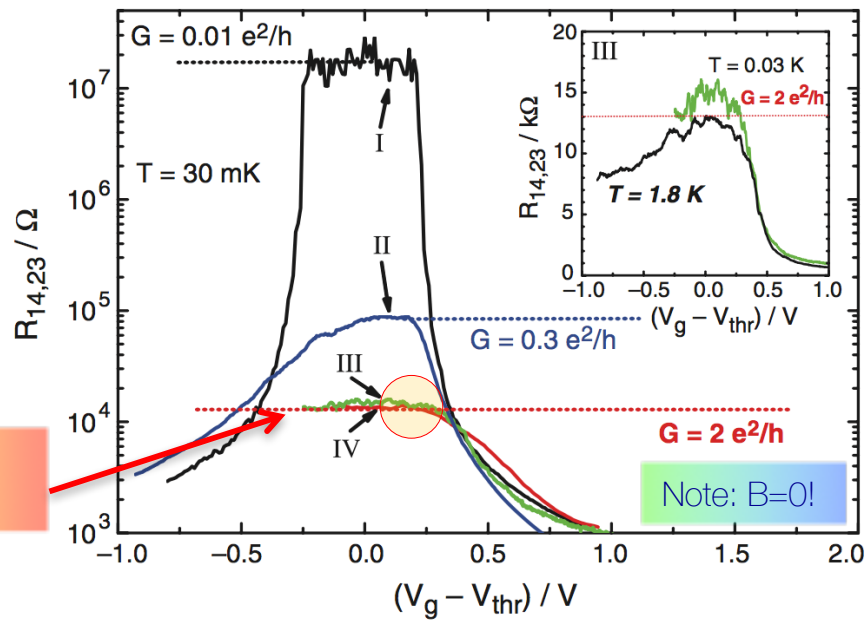 G = 0.01 e²/h
T = 30 mK
I
II
G = 0.3 e²/h
III
IV
G = 2 e²/h
Note: B=0!
R₁₄,₂₃ / Ω
10⁷
10⁶
10⁵
10⁴
10³
−1.0 −0.5 0.0 0.5 1.0 1.5 2.0
(Vg − Vthr) / V
III
T = 0.03 K
G = 2 e²/h
T = 1.8 K
R₁₄,₂₃ / kΩ
20
15
10
5
0
−1.0 −0.5 0.0 0.5 1.0
(Vg − Vthr) / V